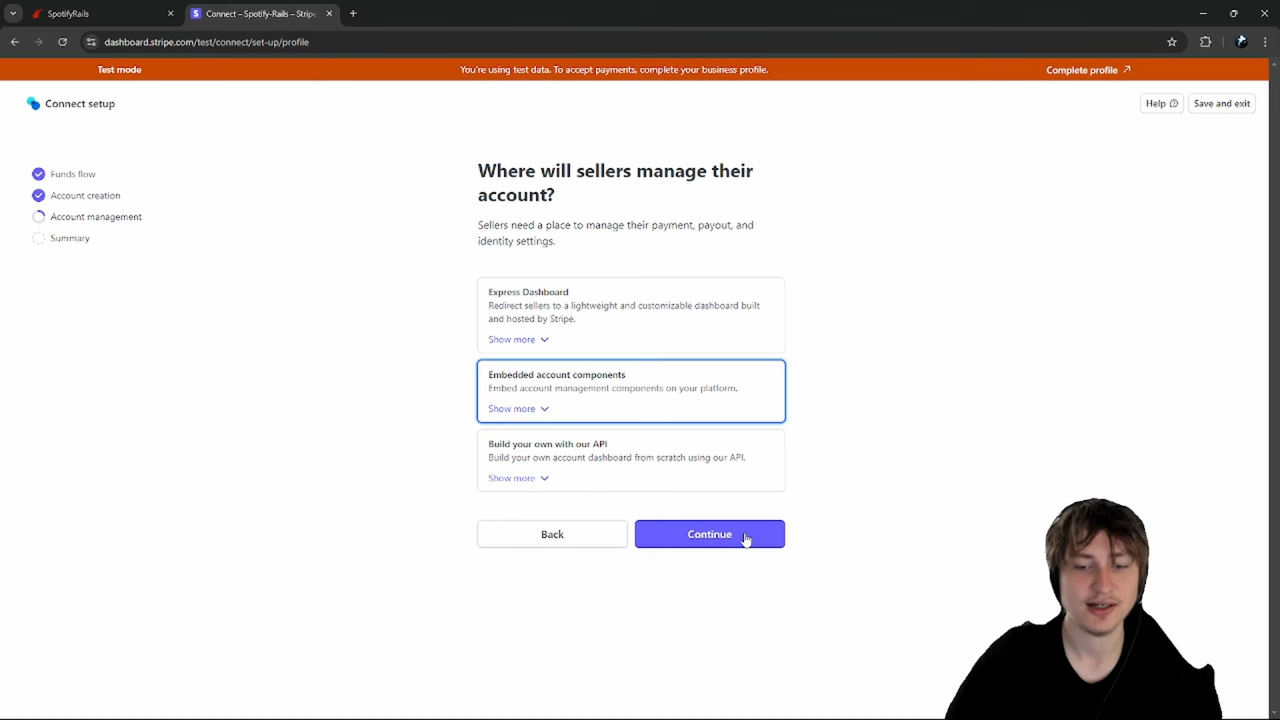 SpotifyRails
Connect – Spotify-Rails – Stripe
dashboard.stripe.com/test/connect/set-up/profile
Test mode
You're using test data. To accept payments, complete your business profile.
Complete profile
Connect setup
Help
Save and exit
Funds flow
Account creation
Account management
Summary
Where will sellers manage their
account?
Sellers need a place to manage their payment, payout, and
identity settings.
Express Dashboard
Redirect sellers to a lightweight and customizable dashboard built
and hosted by Stripe.
Show more
Embedded account components
Embed account management components on your platform.
Show more
Build your own with our API
Build your own account dashboard from scratch using our API.
Show more
Back
Continue